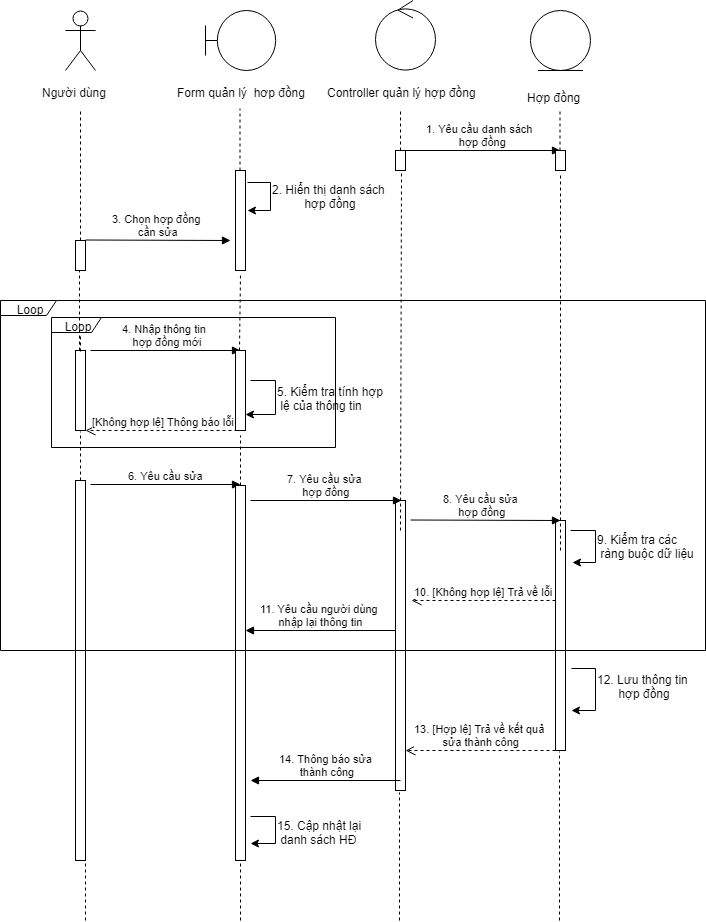 Người dùng
Form quản lý hợp đồng
Controller quản lý hợp đồng
Hợp đồng
1. Yêu cầu danh sách
hợp đồng
2. Hiển thị danh sách
hợp đồng
3. Chọn hợp đồng
cần sửa
Loop
Loop
4. Nhập thông tin
hợp đồng mới
5. Kiểm tra tính hợp
lệ của thông tin
[Không hợp lệ] Thông báo lỗi
6. Yêu cầu sửa
7. Yêu cầu sửa
hợp đồng
8. Yêu cầu sửa
hợp đồng
9. Kiểm tra các
ràng buộc dữ liệu
10. [Không hợp lệ] Trả về lỗi
11. Yêu cầu người dùng
nhập lại thông tin
12. Lưu thông tin
hợp đồng
13. [Hợp lệ] Trả về kết quả
sửa thành công
14. Thông báo sửa
thành công
15. Cập nhật lại
danh sách HĐ